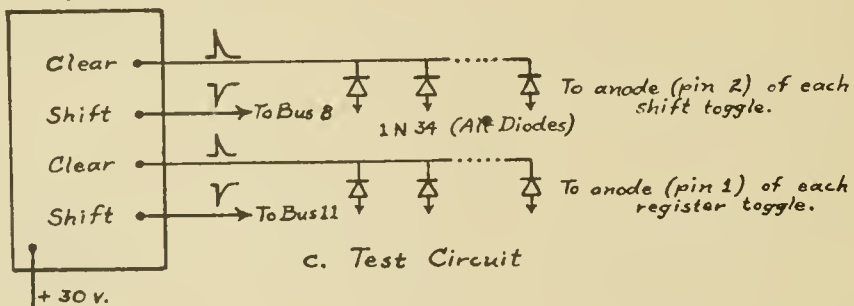 Clear
To anode (pin 2) of each
shift toggle.
Shift
To Bus 8
1N34 (All Diodes)
Clear
To anode (pin 1) of each
register toggle.
Shift
To Bus 11
c. Test Circuit
+ 30 v.